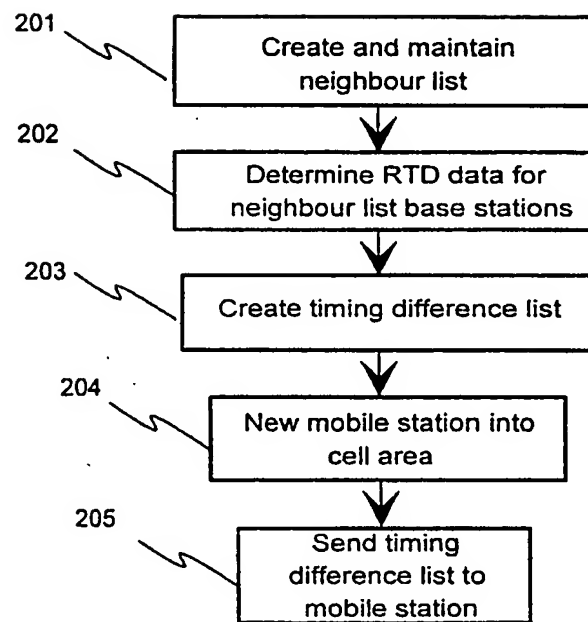 201
Create and maintain
neighbour list
202
Determine RTD data for
neighbour list base stations
203
Create timing difference list
204
New mobile station into
cell area
205
Send timing
difference list to
mobile station